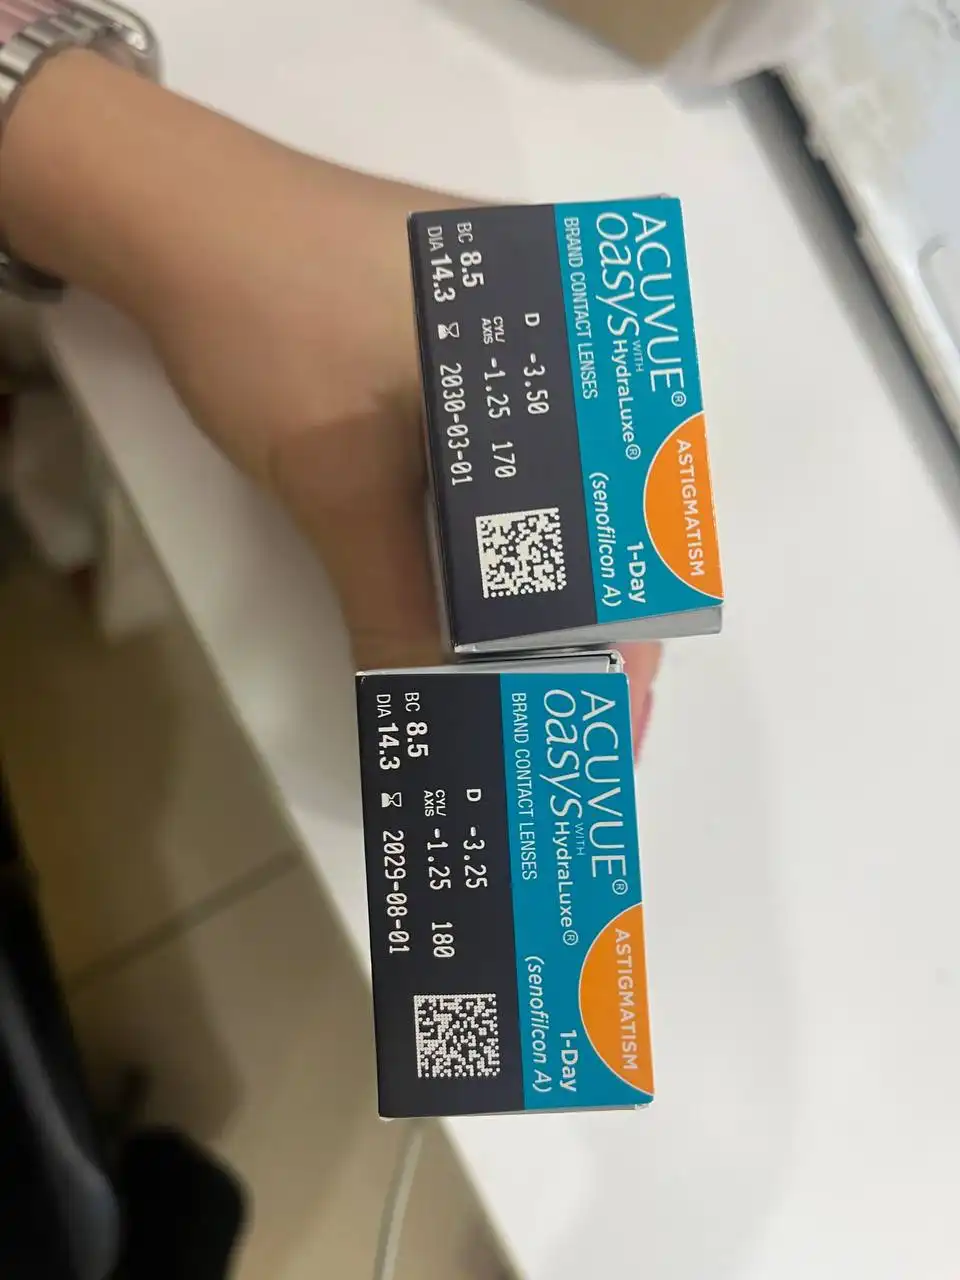 ACUVUE®
OASYS WITH HydraLuxe® 1-Day
BRAND CONTACT LENSES (senofilcon A)
ASTIGMATISM
D -3.50
BC 8.5 CYL/AXIS -1.25 170
DIA 14.3 2030-03-01
ACUVUE®
OASYS WITH HydraLuxe® 1-Day
BRAND CONTACT LENSES (senofilcon A)
ASTIGMATISM
D -3.25
BC 8.5 CYL/AXIS -1.25 180
DIA 14.3 2029-08-01